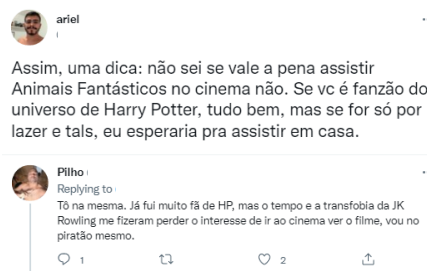 ariel
Assim, uma dica: não sei se vale a pena assistir
Animais Fantásticos no cinema não. Se vc é fanzão do
universo de Harry Potter, tudo bem, mas se for só por
lazer e tals, eu esperaria pra assistir em casa.
Pilho
Replying to
Tô na mesma. Já fui muito fã de HP, mas o tempo e a transfobia da JK
Rowling me fizeram perder o interesse de ir ao cinema ver o filme, vou no
piratão mesmo.
1 2